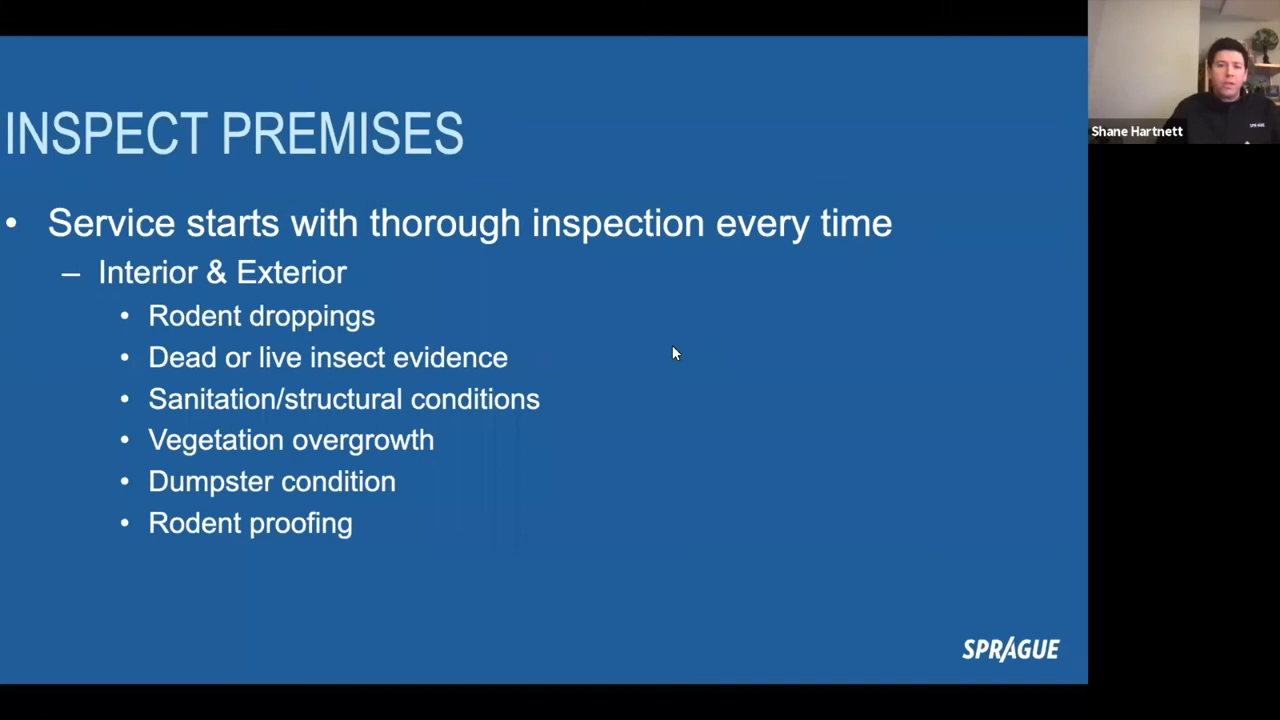 INSPECT PREMISES
• Service starts with thorough inspection every time
– Interior & Exterior
• Rodent droppings
• Dead or live insect evidence
• Sanitation/structural conditions
• Vegetation overgrowth
• Dumpster condition
• Rodent proofing
SPRAGUE
Shane Hartnett